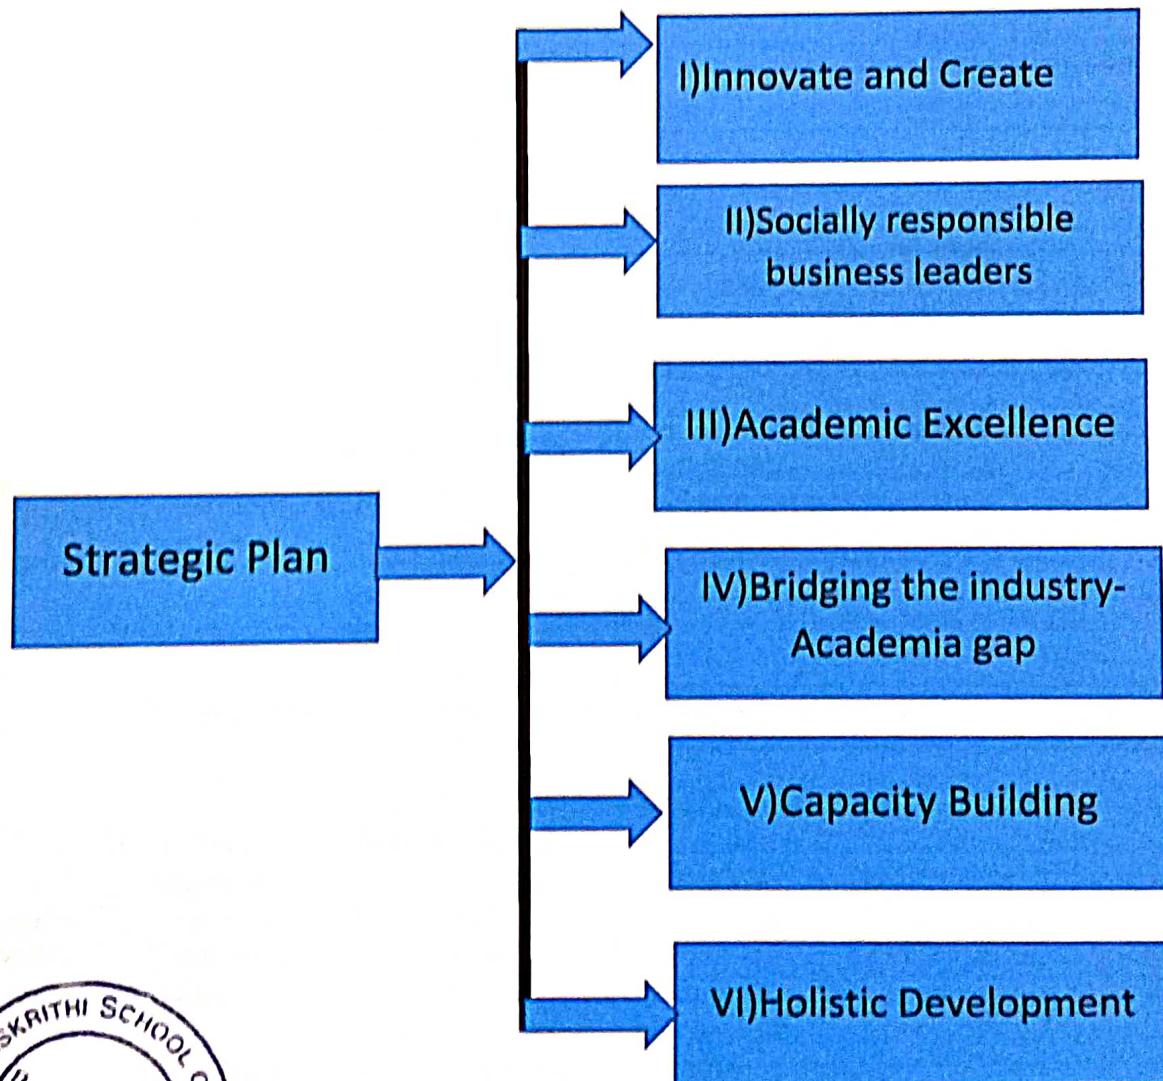 I)Innovate and Create
II)Socially responsible
business leaders
III)Academic Excellence
Strategic Plan
IV)Bridging the industry-
Academia gap
V)Capacity Building
VI)Holistic Development
SCHOOL